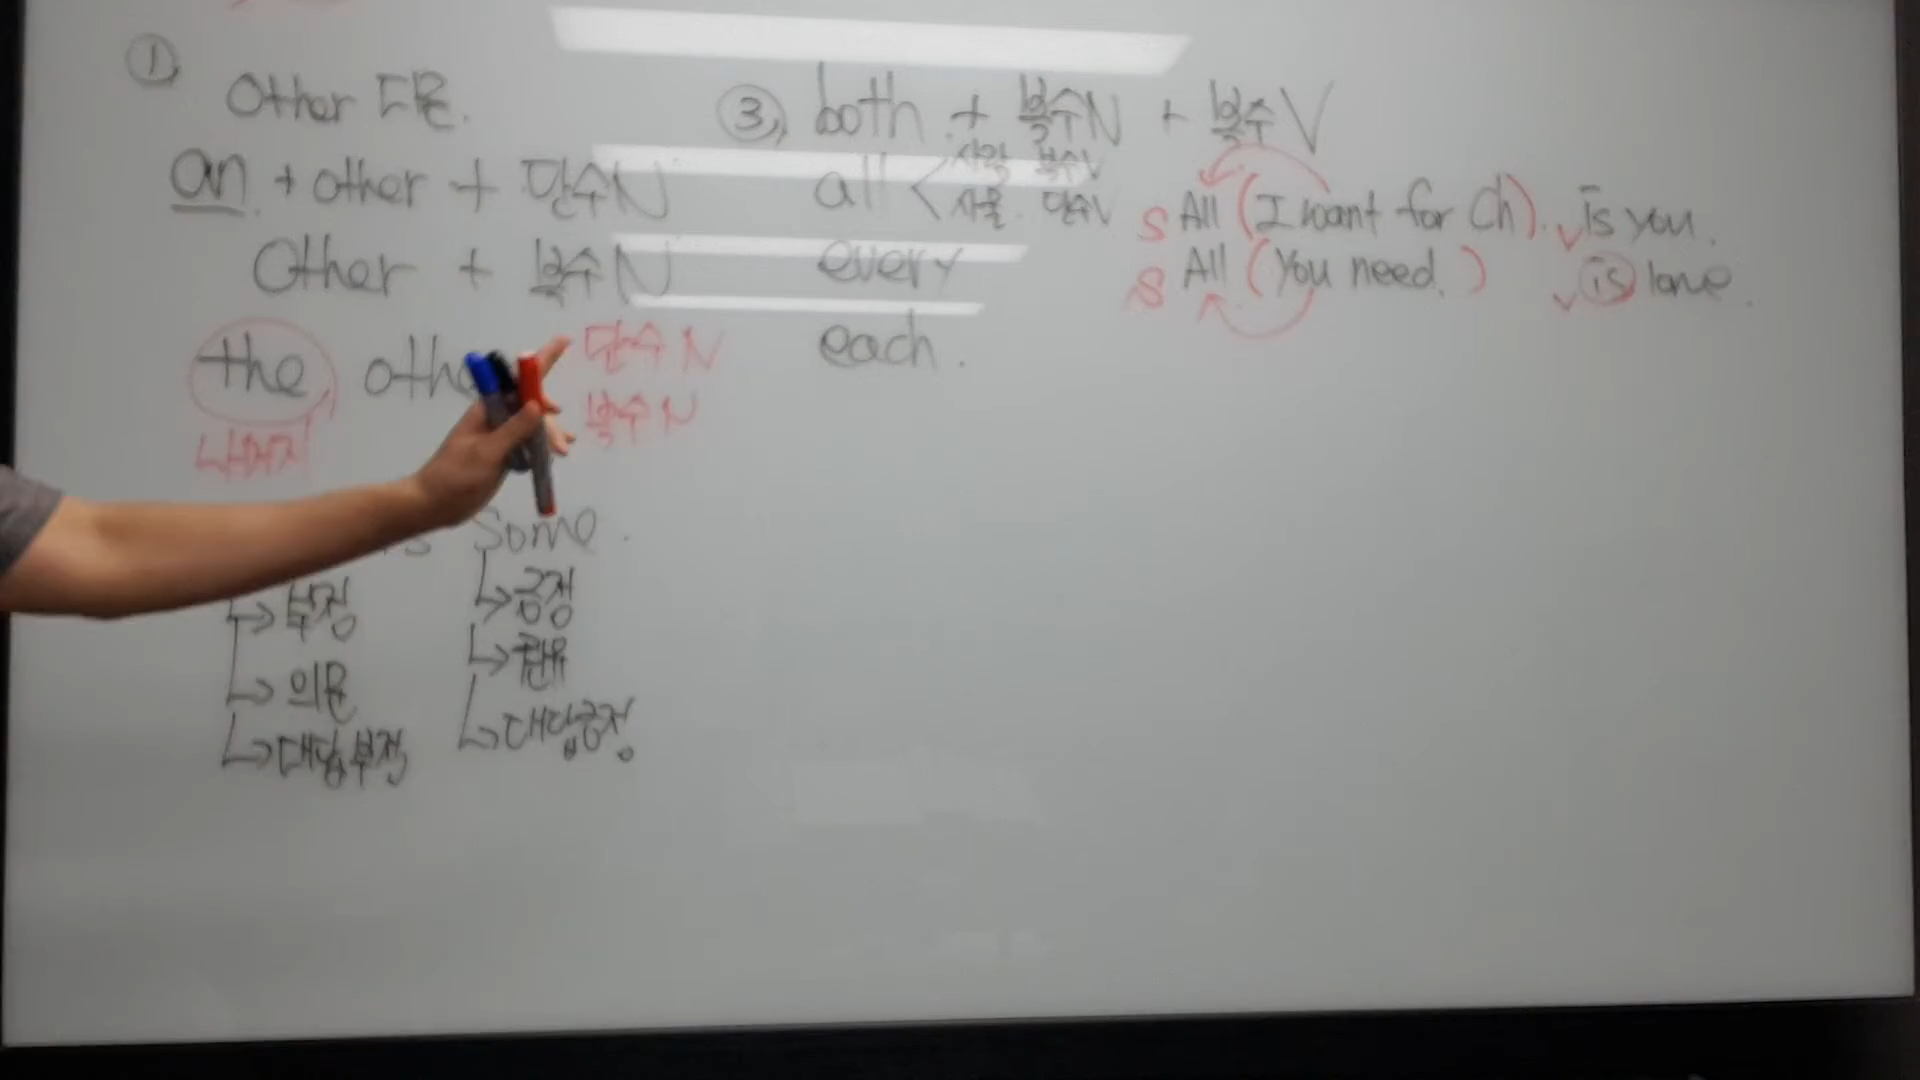 ①
Other 다른.
an + other + 단수N
Other + 복수N
the othe 단수 N
복수 N
나머지
Some.
→부정
→의문
→대답부정
→긍정
→권유
→대답긍정
③ both + 복수N + 복수V
all < 사람 복수V
사물 단수V
every
each.
S All (I want for Ch). V is you.
S All (You need.) V is love.